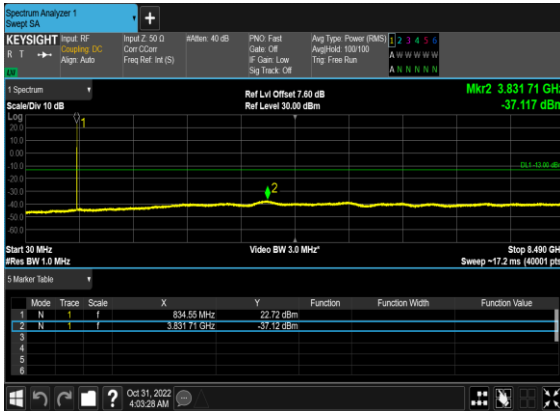 Spectrum Analyzer 1
Swept SA
+
KEYSIGHT Input: RF Input Z: 50 Ω #Atten: 40 dB PNO: Fast Avg Type: Power (RMS) 1 2 3 4 5 6
R T Coupling: DC Corr CCorr Gate: Off Avg|Hold: 100/100 A W W W W W
Align: Auto Freq Ref: Int (S) IF Gain: Low Trig: Free Run A N N N N N
Sig Track: Off
LXI
1 Spectrum Ref Lvl Offset 7.60 dB Mkr2 3.831 71 GHz
Scale/Div 10 dB Ref Level 30.00 dBm -37.117 dBm
Log
1
20.0
10.0
0.00
-10.0
DL1 -13.00 dBm
-20.0
-30.0
2
-40.0
-50.0
-60.0
Start 30 MHz Video BW 3.0 MHz* Stop 8.490 GHz
#Res BW 1.0 MHz Sweep ~17.2 ms (40001 pts)
5 Marker Table
Mode Trace Scale X Y Function Function Width Function Value
1 N 1 f 834.55 MHz 22.72 dBm
2 N 1 f 3.831 71 GHz -37.12 dBm
3
4
5
6
? Oct 31, 2022
4:03:28 AM